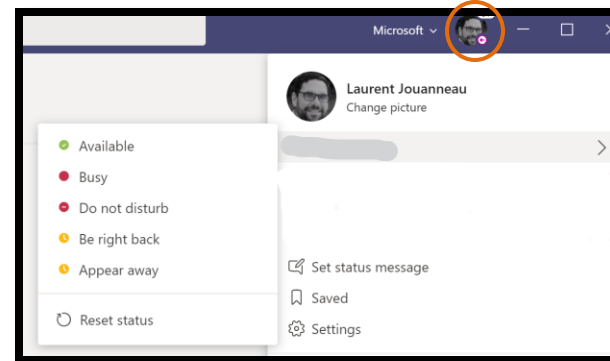 Microsoft
Laurent Jouanneau
Change picture
Available
Busy
Do not disturb
Be right back
Appear away
Reset status
Set status message
Saved
Settings